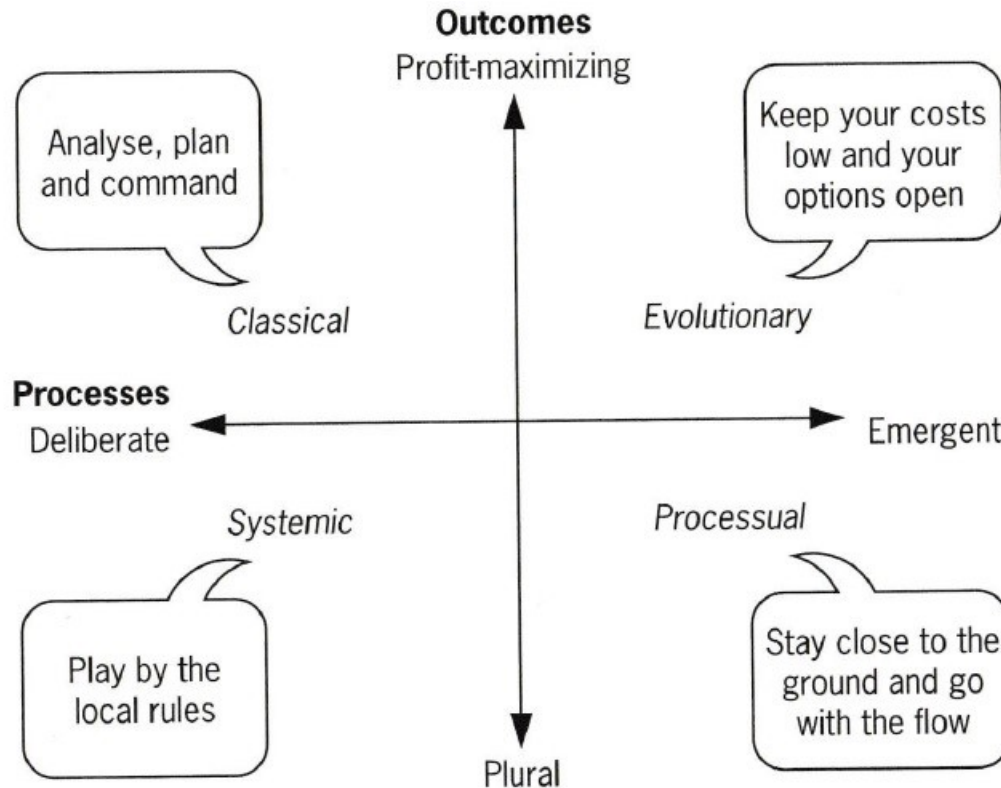 Outcomes
Profit-maximizing
Analyse, plan
and command
Keep your costs
low and your
options open
Classical
Evolutionary
Processes
Deliberate
Emergent
Systemic
Processual
Play by the
local rules
Stay close to the
ground and go
with the flow
Plural